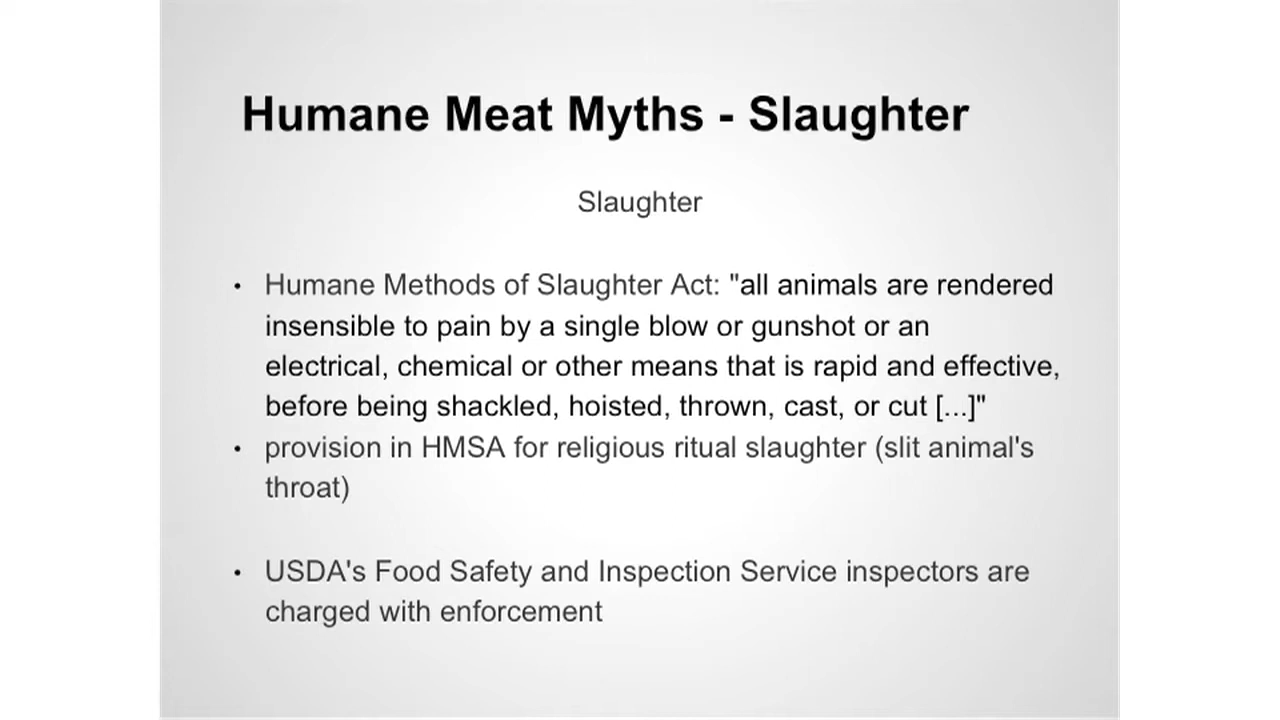 Humane Meat Myths - Slaughter
Slaughter
• Humane Methods of Slaughter Act: "all animals are rendered
insensible to pain by a single blow or gunshot or an
electrical, chemical or other means that is rapid and effective,
before being shackled, hoisted, thrown, cast, or cut [...]"
• provision in HMSA for religious ritual slaughter (slit animal's
throat)
• USDA's Food Safety and Inspection Service inspectors are
charged with enforcement